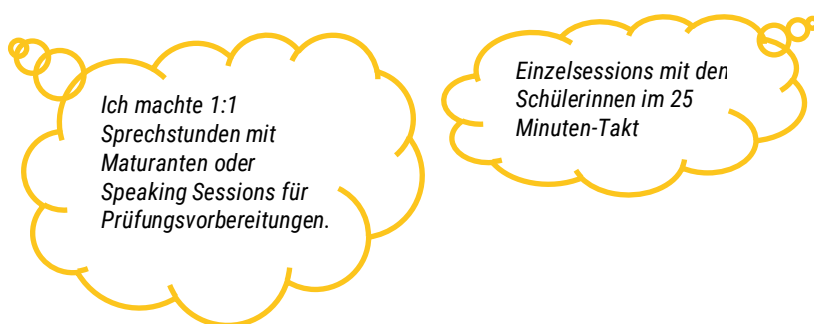 Ich machte 1:1
Sprechstunden mit
Maturanten oder
Speaking Sessions für
Prüfungsvorbereitungen.
Einzelsessions mit den
Schülerinnen im 25
Minuten-Takt